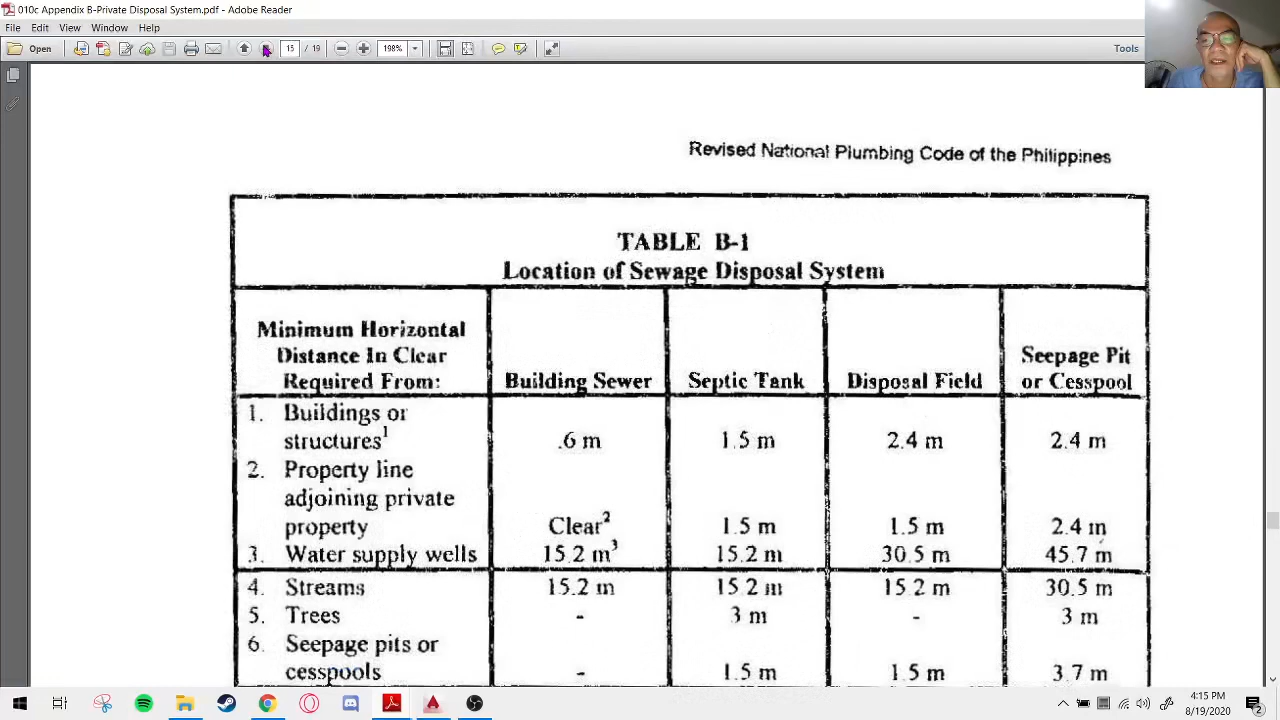 010c Appendix B-Private Disposal System.pdf - Adobe Reader
File Edit View Window Help
Open 15 / 19 198% Tools
Revised National Plumbing Code of the Philippines
TABLE B-1
Location of Sewage Disposal System
Minimum Horizontal
Distance In Clear
Required From:
Building Sewer
Septic Tank
Disposal Field
Seepage Pit
or Cesspool
1. Buildings or
structures1 .6 m 1.5 m 2.4 m 2.4 m
2. Property line
adjoining private
property Clear2 1.5 m 1.5 m 2.4 m
3. Water supply wells 15.2 m3 15.2 m 30.5 m 45.7 m
4. Streams 15.2 m 15.2 m 15.2 m 30.5 m
5. Trees - 3 m - 3 m
6. Seepage pits or
cesspools - 1.5 m 1.5 m 3.7 m
4:15 PM
8/19/2020
2